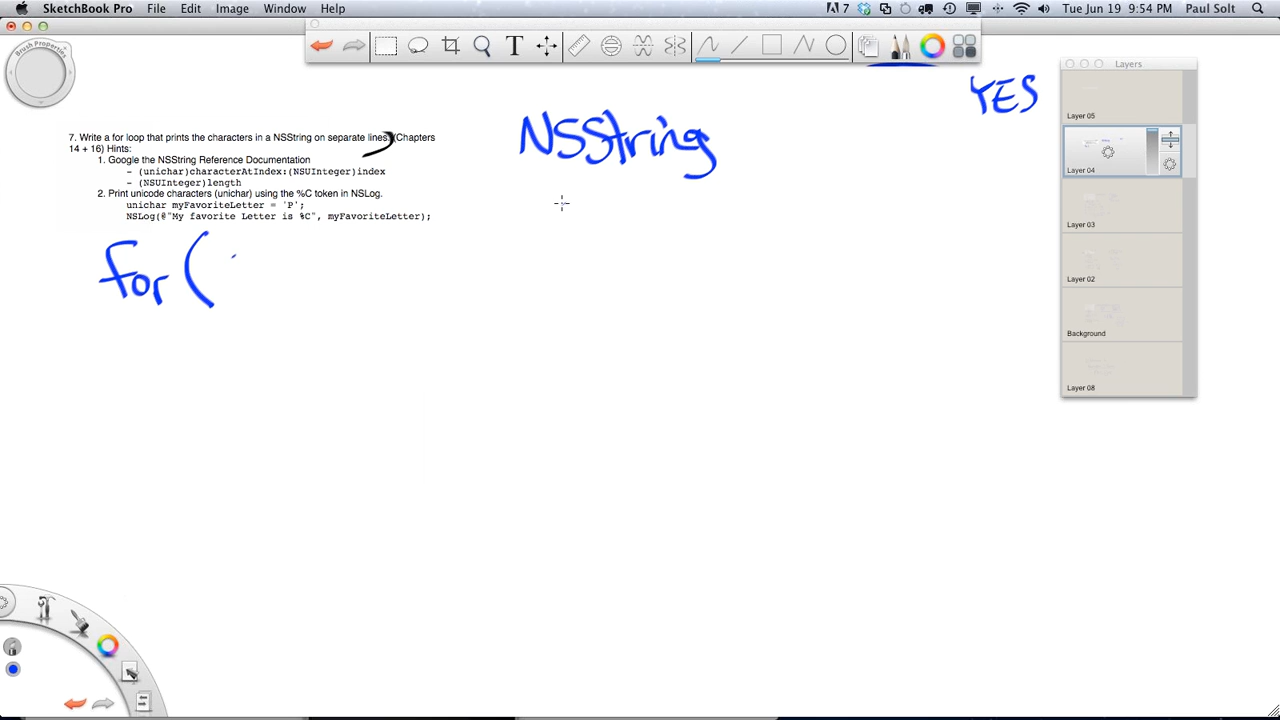 SketchBook Pro File Edit Image Window Help 7 Tue Jun 19 9:54 PM Paul Solt
Brush Properties
Layers
YES
Layer 05
NSString
7. Write a for loop that prints the characters in a NSString on separate lines. (Chapters
14 + 16) Hints:
1. Google the NSString Reference Documentation
- (unichar)characterAtIndex:(NSUInteger)index
- (NSUInteger)length
2. Print unicode characters (unichar) using the %C token in NSLog.
unichar myFavoriteLetter = 'P';
NSLog(@"My favorite Letter is %C", myFavoriteLetter);
Layer 04
Layer 03
for (
Layer 02
Background
Layer 08